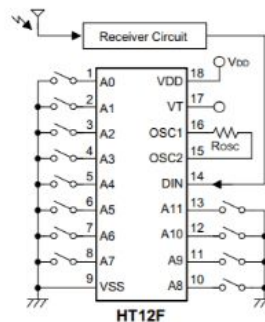 Receiver Circuit
1 A0 VDD 18 VDD
2 A1 VT 17
3 A2 OSC1 16
ROSC
4 A3 OSC2 15
5 A4 DIN 14
6 A5 A11 13
7 A6 A10 12
8 A7 A9 11
9 VSS A8 10
HT12F